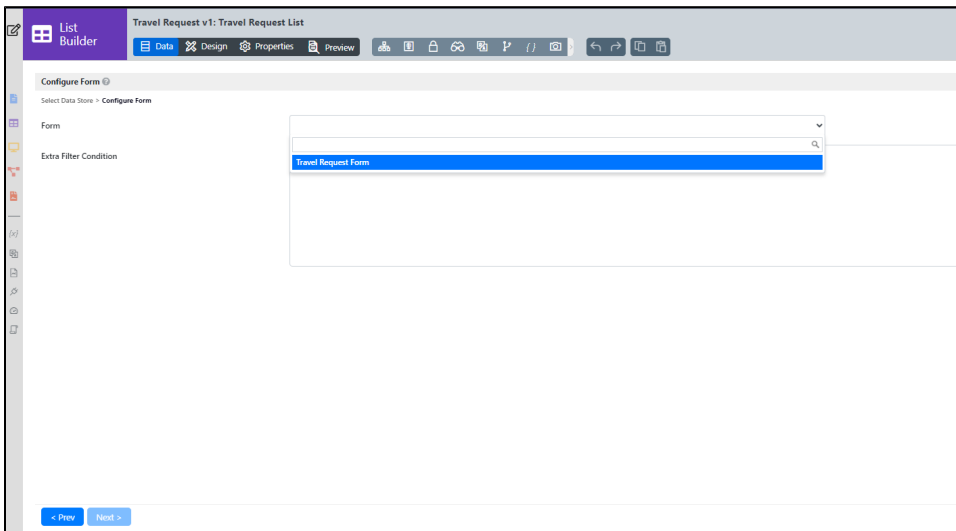 List
Builder
Travel Request v1: Travel Request List
Data Design Properties Preview
Configure Form
Select Data Store > Configure Form
Form
Travel Request Form
Extra Filter Condition
< Prev Next >